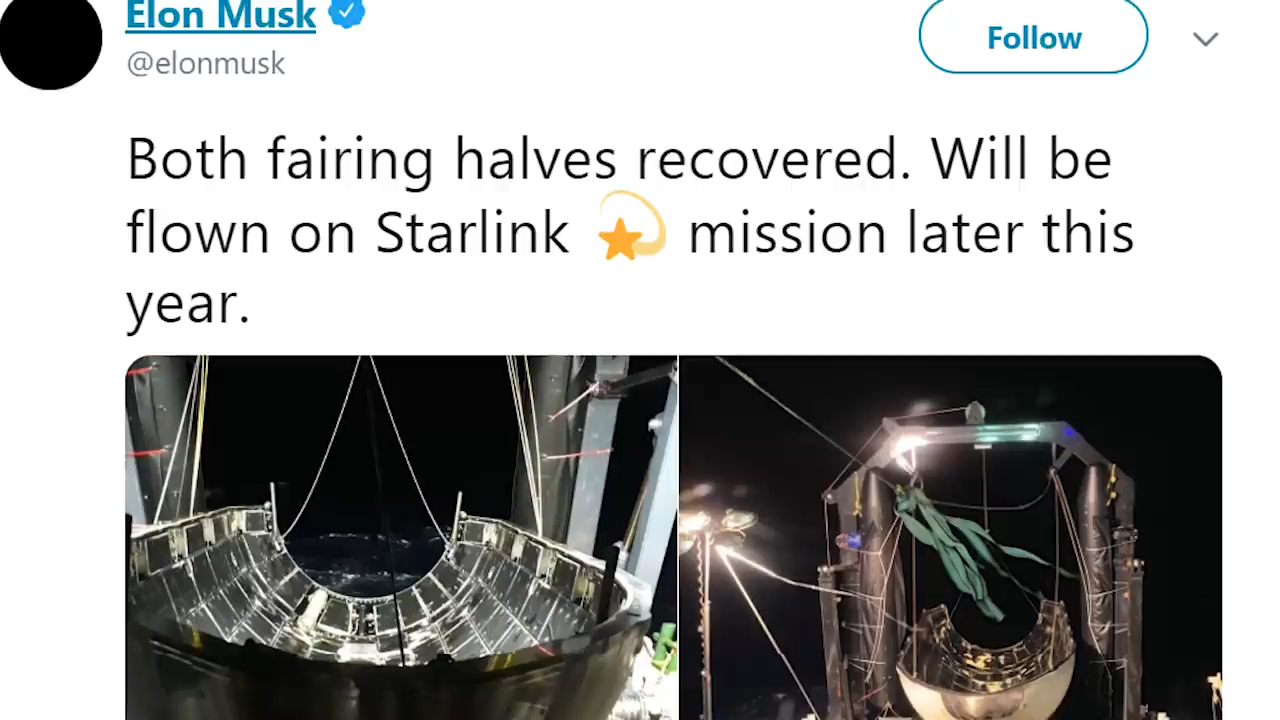 Elon Musk
@elonmusk
Follow
Both fairing halves recovered. Will be
flown on Starlink 💫 mission later this
year.